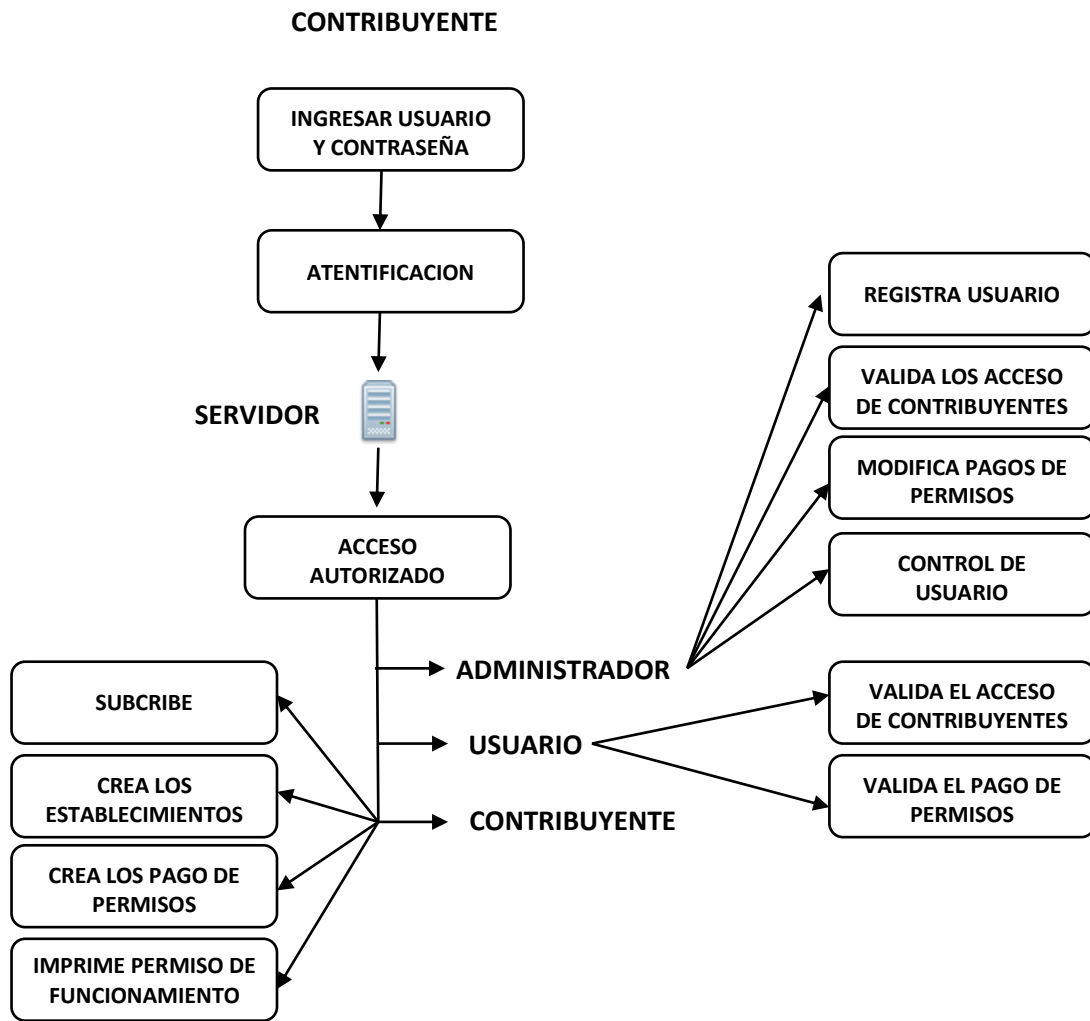 CONTRIBUYENTE
INGRESAR USUARIO
Y CONTRASEÑA
ATENTIFICACION
SERVIDOR
ACCESO
AUTORIZADO
ADMINISTRADOR
USUARIO
CONTRIBUYENTE
REGISTRA USUARIO
VALIDA LOS ACCESO
DE CONTRIBUYENTES
MODIFICA PAGOS DE
PERMISOS
CONTROL DE
USUARIO
VALIDA EL ACCESO
DE CONTRIBUYENTES
VALIDA EL PAGO DE
PERMISOS
SUBCRIBE
CREA LOS
ESTABLECIMIENTOS
CREA LOS PAGO DE
PERMISOS
IMPRIME PERMISO DE
FUNCIONAMIENTO